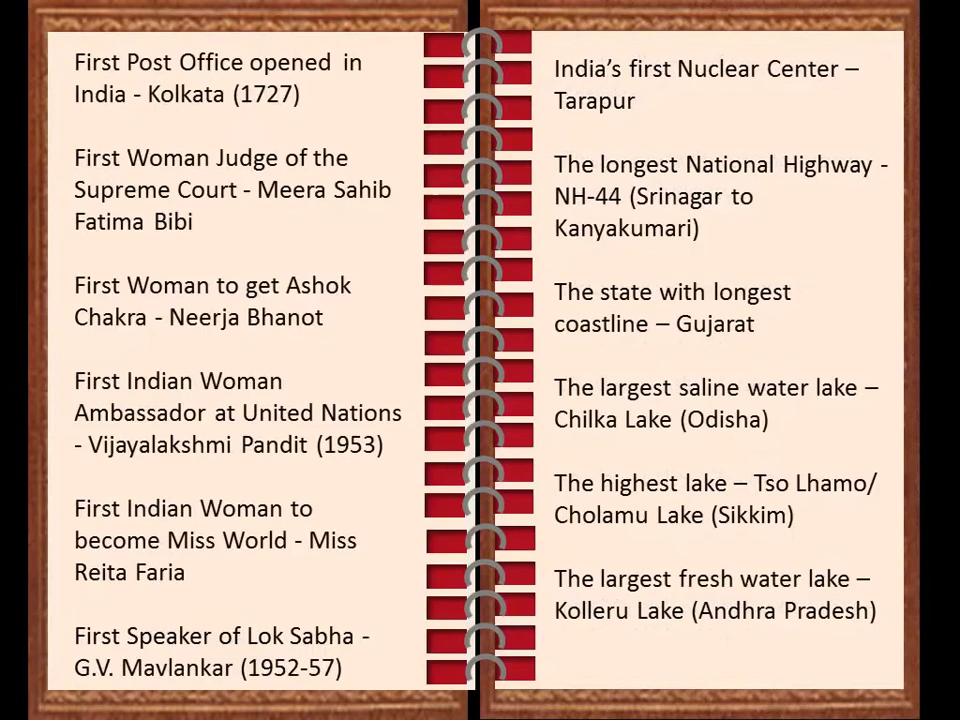 First Post Office opened in
India - Kolkata (1727)
First Woman Judge of the
Supreme Court - Meera Sahib
Fatima Bibi
First Woman to get Ashok
Chakra - Neerja Bhanot
First Indian Woman
Ambassador at United Nations
- Vijayalakshmi Pandit (1953)
First Indian Woman to
become Miss World - Miss
Reita Faria
First Speaker of Lok Sabha -
G.V. Mavlankar (1952-57)
India’s first Nuclear Center –
Tarapur
The longest National Highway -
NH-44 (Srinagar to
Kanyakumari)
The state with longest
coastline – Gujarat
The largest saline water lake –
Chilka Lake (Odisha)
The highest lake – Tso Lhamo/
Cholamu Lake (Sikkim)
The largest fresh water lake –
Kolleru Lake (Andhra Pradesh)